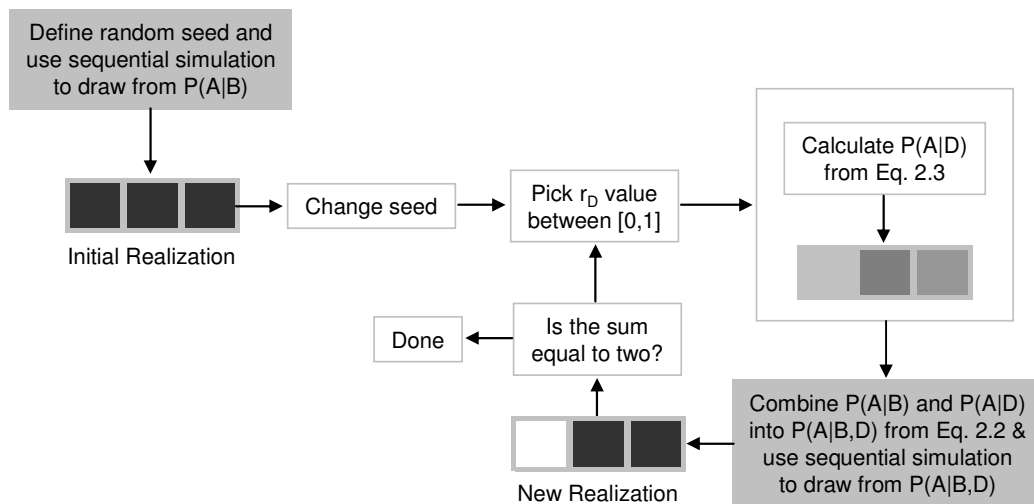 Define random seed and
use sequential simulation
to draw from P(A|B)
Initial Realization
Change seed
Pick rD value
between [0,1]
Calculate P(A|D)
from Eq. 2.3
Is the sum
equal to two?
Done
Combine P(A|B) and P(A|D)
into P(A|B,D) from Eq. 2.2 &
use sequential simulation
to draw from P(A|B,D)
New Realization